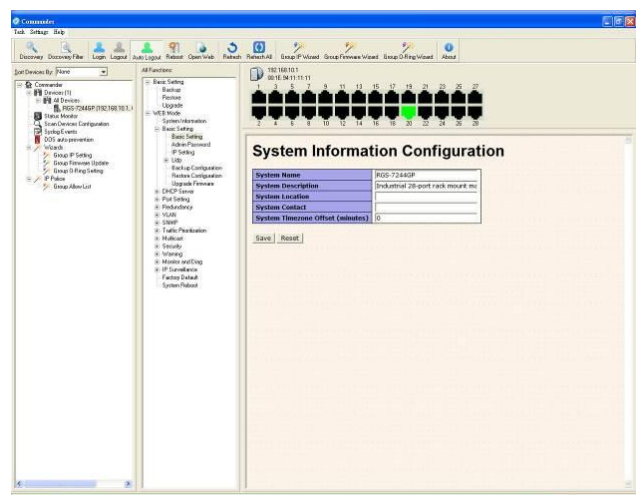 Commander
Task Settings Help
Discovery Discovery Filter Login Logout Auto Logout Reboot Open Web Refresh Refresh All Group IP Wizard Group Firmware Wizard Group O-Ring Wizard About
Sort Devices By: None
Commander
Devices (1)
All Devices
RGS-7244GP (192.168.10.1,
Status Monitor
Scan Devices Configuration
Syslog Events
DOS auto prevention
Wizards
Group IP Setting
Group Firmware Update
Group O-Ring Setting
IP Police
Group Allow List
All Functions:
Basic Setting
Backup
Restore
Upgrade
WEB Mode
System Information
Basic Setting
Basic Setting
Admin Password
IP Setting
Lldp
Backup Configuration
Restore Configuration
Upgrade Firmware
DHCP Server
Port Setting
Redundancy
VLAN
SNMP
Traffic Prioritization
Multicast
Security
Warning
Monitor and Diag
IP Surveillance
Factory Default
System Reboot
192.168.10.1
00:1E:94:11:11:11
1 3 5 7 9 11 13 15 17 19 21 23 25 27
2 4 6 8 10 12 14 16 18 20 22 24 26 28
System Information Configuration
System Name RGS-7244GP
System Description Industrial 28-port rack mount ma
System Location
System Contact
System Timezone Offset (minutes) 0
Save Reset